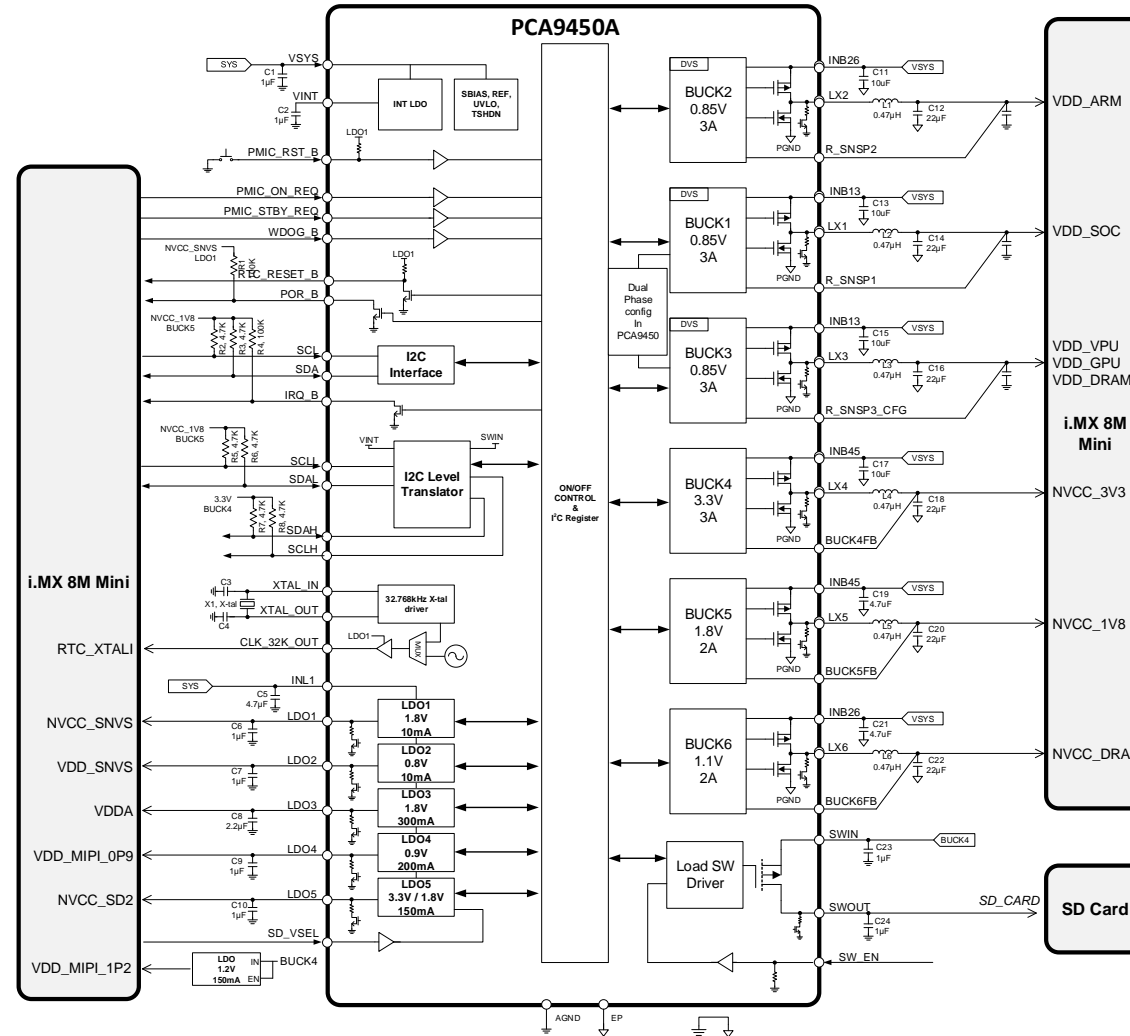 PCA9450A
SYS
VSYS
C1
1µF
VINT
C2
1µF
INT LDO
SBIAS, REF,
UVLO,
TSHDN
LDO1
PMIC_RST_B
PMIC_ON_REQ
PMIC_STBY_REQ
WDOG_B
NVCC_SNVS
LDO1
LDO1
RTC_RESET_B
POR_B
NVCC_1V8
BUCK5
R2, 4.7K
R3, 4.7K
R4, 100K
SCL
SDA
I2C
Interface
IRQ_B
NVCC_1V8
BUCK5
R5, 4.7K
R6, 4.7K
VINT
SWIN
SCLL
SDAL
I2C Level
Translator
3.3V
BUCK4
R7, 4.7K
R8, 4.7K
SDAH
SCLH
i.MX 8M Mini
C3
XTAL_IN
X1, X-tal
XTAL_OUT
C4
32.768kHz X-tal
driver
RTC_XTALI
CLK_32K_OUT
LDO1
MUX
SYS
INL1
C5
4.7µF
NVCC_SNVS
C6
1µF
LDO1
LDO1
1.8V
10mA
VDD_SNVS
C7
1µF
LDO2
LDO2
0.8V
10mA
VDDA
C8
2.2µF
LDO3
LDO3
1.8V
300mA
VDD_MIPI_0P9
C9
1µF
LDO4
LDO4
0.9V
200mA
NVCC_SD2
C10
1µF
LDO5
LDO5
3.3V / 1.8V
150mA
SD_VSEL
VDD_MIPI_1P2
LDO
1.2V
150mA
IN
EN
BUCK4
ON/OFF
CONTROL
&
I²C Register
DVS
BUCK2
0.85V
3A
PGND
INB26
VSYS
C11
10uF
LX2
L1
0.47µH
C12
22µF
R_SNSP2
VDD_ARM
DVS
BUCK1
0.85V
3A
PGND
INB13
VSYS
C13
10uF
LX1
L2
0.47µH
C14
22µF
R_SNSP1
VDD_SOC
Dual
Phase
config
In
PCA9450
DVS
BUCK3
0.85V
3A
PGND
INB13
VSYS
C15
10uF
LX3
L3
0.47µH
C16
22µF
R_SNSP3_CFG
VDD_VPU
VDD_GPU
VDD_DRAM
i.MX 8M
Mini
BUCK4
3.3V
3A
PGND
INB45
VSYS
C17
10uF
LX4
L4
0.47µH
C18
22µF
BUCK4FB
NVCC_3V3
BUCK5
1.8V
2A
PGND
INB45
VSYS
C19
4.7uF
LX5
L5
0.47µH
C20
22µF
BUCK5FB
NVCC_1V8
BUCK6
1.1V
2A
PGND
INB26
VSYS
C21
4.7uF
LX6
L6
0.47µH
C22
22µF
BUCK6FB
NVCC_DRA
Load SW
Driver
SWIN
BUCK4
C23
1µF
SWOUT
C24
1µF
SD_CARD
SD Card
SW_EN
AGND
EP